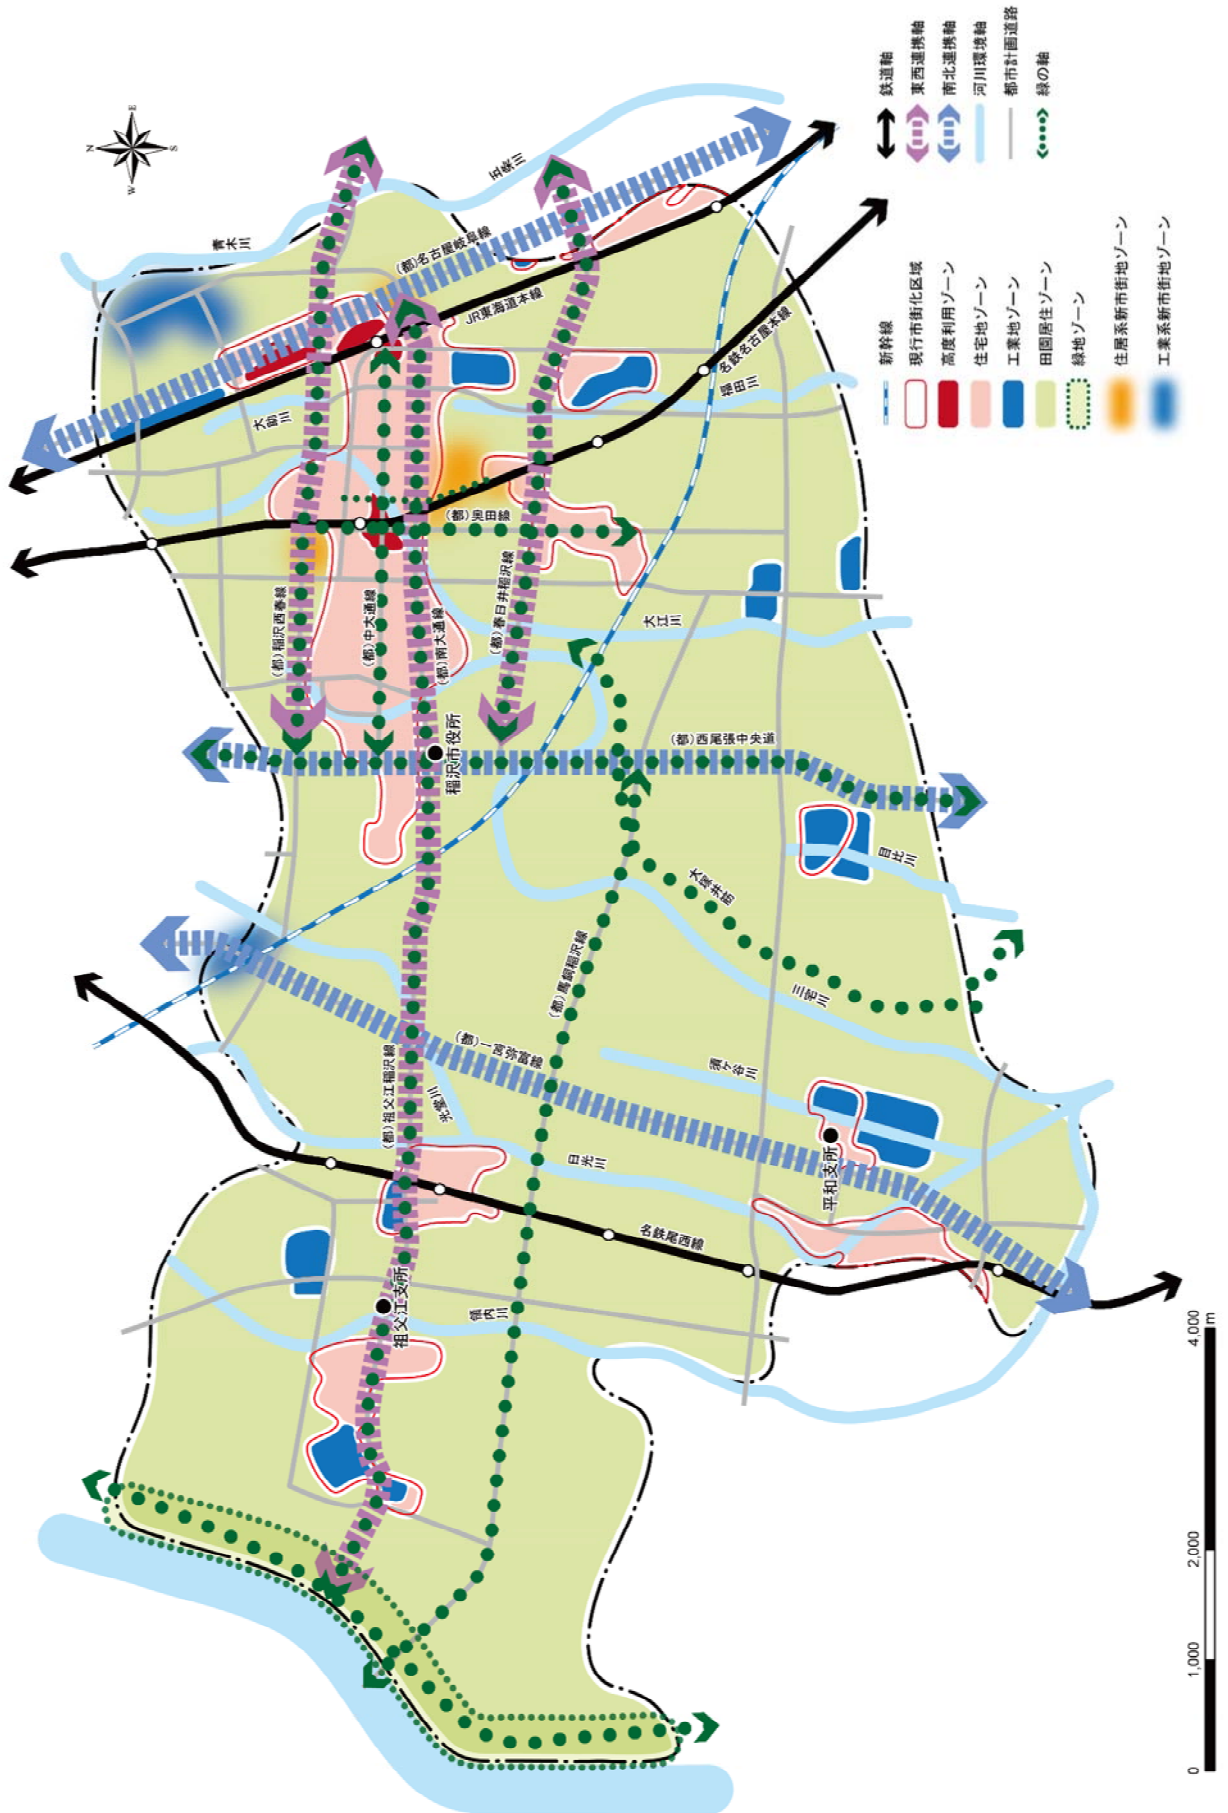 N
E
S
W
鉄道軸
東西連携軸
南北連携軸
河川環境軸
都市計画道路
緑の軸
新幹線
現行市街化区域
高度利用ゾーン
住宅地ゾーン
工業地ゾーン
田園居住ゾーン
緑地ゾーン
住居系新市街地ゾーン
工業系新市街地ゾーン
五条川
青木川
(都)名古屋岐阜線
JR東海道本線
名鉄名古屋本線
福田川
大助川
(都)奥田線
(都)稲沢西春線
(都)中大通線
(都)南大通線
(都)春日井稲沢線
大江川
稲沢市役所
(都)西尾張中央道
目比川
大塚井筋
三宅川
(都)馬飼稲沢線
(都)一宮弥富線
須ケ谷川
(都)祖父江稲沢線
光堂川
日光川
平和支所
名鉄尾西線
祖父江支所
領内川
0
1,000
2,000
4,000
m